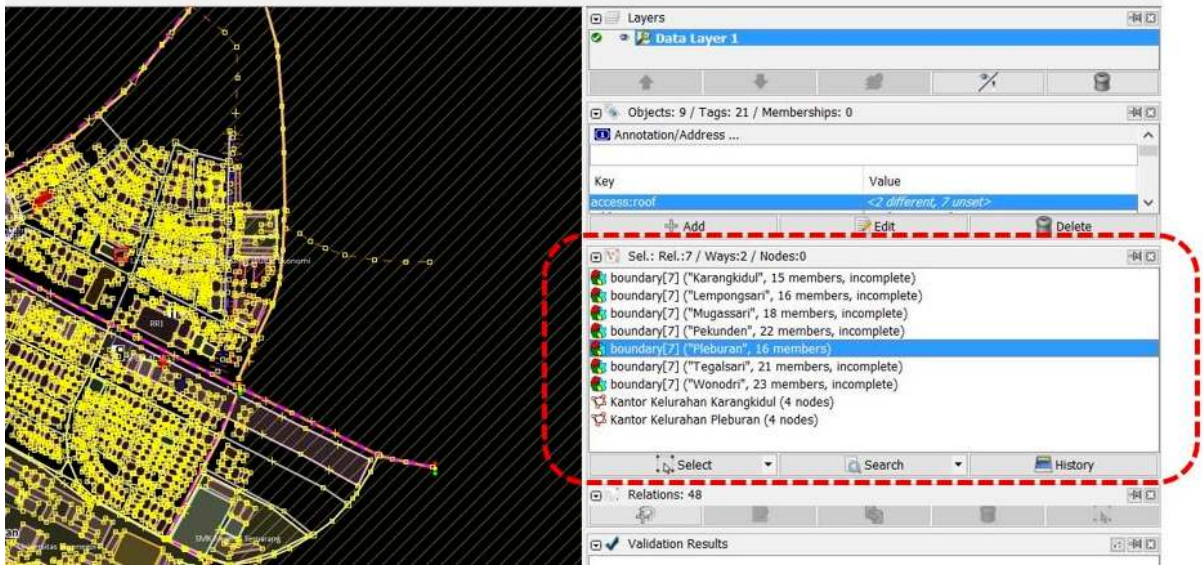 Layers
Data Layer 1
Objects: 9 / Tags: 21 / Memberships: 0
Annotation/Address ...
Key Value
access:roof <2 different, 7 unset>
Add Edit Delete
Sel.: Rel.:7 / Ways:2 / Nodes:0
boundary[7] ("Karangkidul", 15 members, incomplete)
boundary[7] ("Lempongsari", 16 members, incomplete)
boundary[7] ("Mugassari", 18 members, incomplete)
boundary[7] ("Pekunden", 22 members, incomplete)
boundary[7] ("Pleburan", 16 members)
boundary[7] ("Tegalsari", 21 members, incomplete)
boundary[7] ("Wonodri", 23 members, incomplete)
Kantor Kelurahan Karangkidul (4 nodes)
Kantor Kelurahan Pleburan (4 nodes)
Select Search History
Relations: 48
Validation Results
Ekonomi
RRI
SMK Semarang